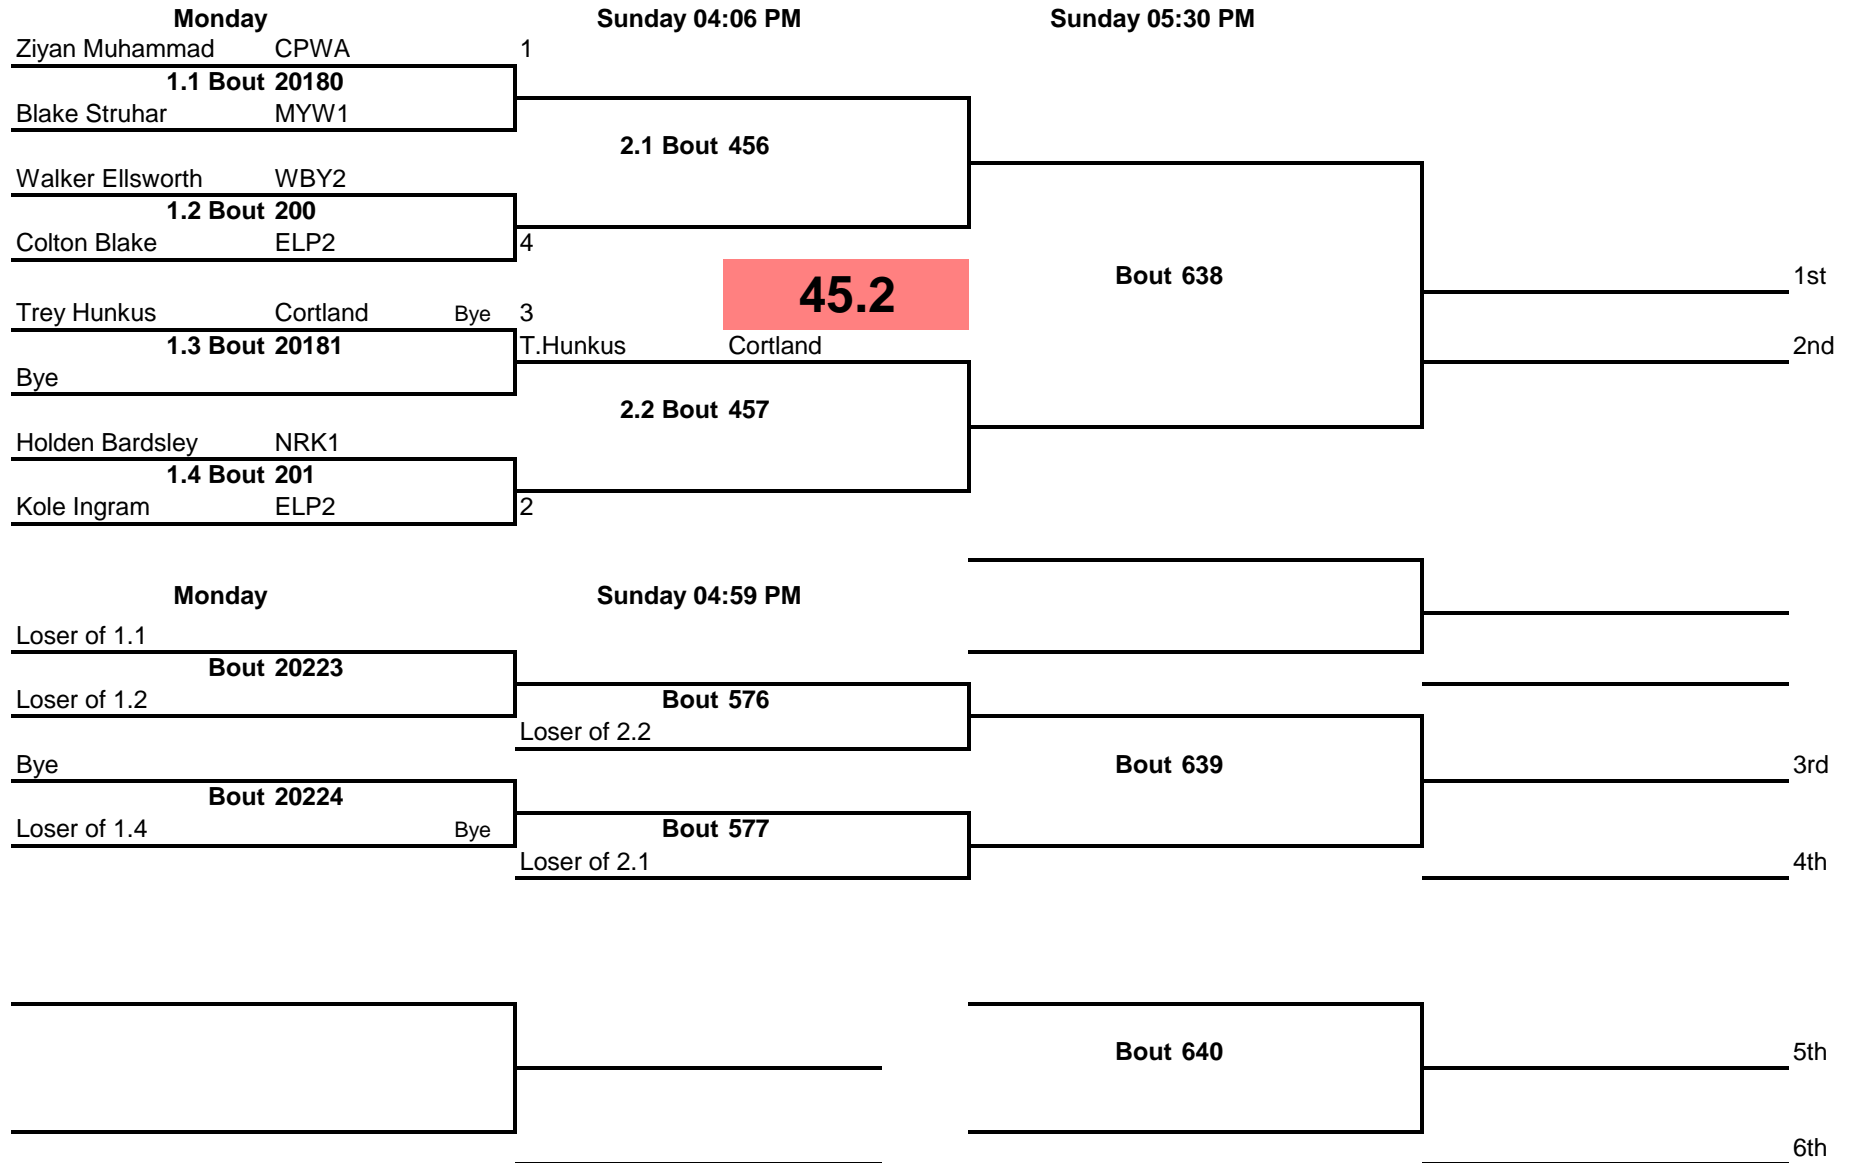 Monday Sunday 04:06 PM Sunday 05:30 PM
Ziyan Muhammad CPWA 1
1.1 Bout 20180
Blake Struhar MYW1
2.1 Bout 456
Walker Ellsworth WBY2
1.2 Bout 200
Colton Blake ELP2 4
45.2
Bout 638 1st
Trey Hunkus Cortland Bye 3
1.3 Bout 20181 T.Hunkus Cortland 2nd
Bye
2.2 Bout 457
Holden Bardsley NRK1
1.4 Bout 201
Kole Ingram ELP2 2
Monday Sunday 04:59 PM
Loser of 1.1
Bout 20223
Loser of 1.2 Bout 576
Loser of 2.2
Bye Bout 639 3rd
Bout 20224
Loser of 1.4 Bye Bout 577
Loser of 2.1 4th
Bout 640 5th
6th